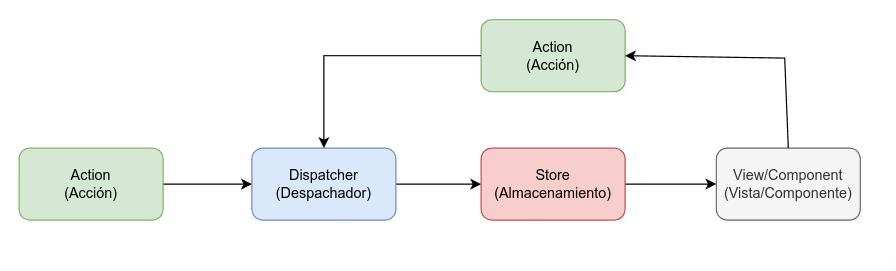 Action
(Acción)
Action
(Acción)
Dispatcher
(Despachador)
Store
(Almacenamiento)
View/Component
(Vista/Componente)